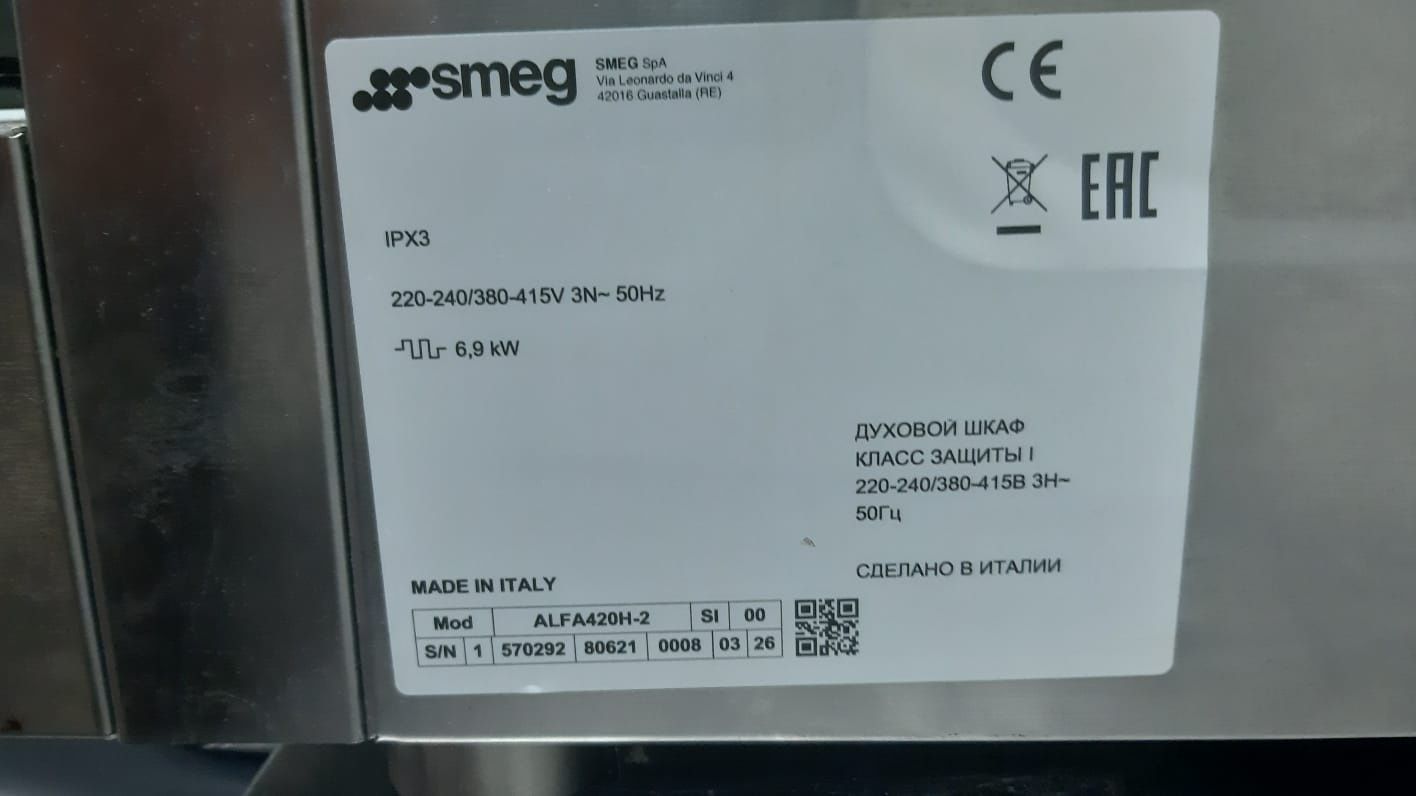 smeg
SMEG SpA
Via Leonardo da Vinci 4
42016 Guastalla (RE)
CE
EAC
IPX3
220-240/380-415V 3N~ 50Hz
6,9 kW
ДУХОВОЙ ШКАФ
КЛАСС ЗАЩИТЫ I
220-240/380-415В 3Н~
50Гц
СДЕЛАНО В ИТАЛИИ
MADE IN ITALY
Mod ALFA420H-2 SI 00
S/N 1 570292 80621 0008 03 26